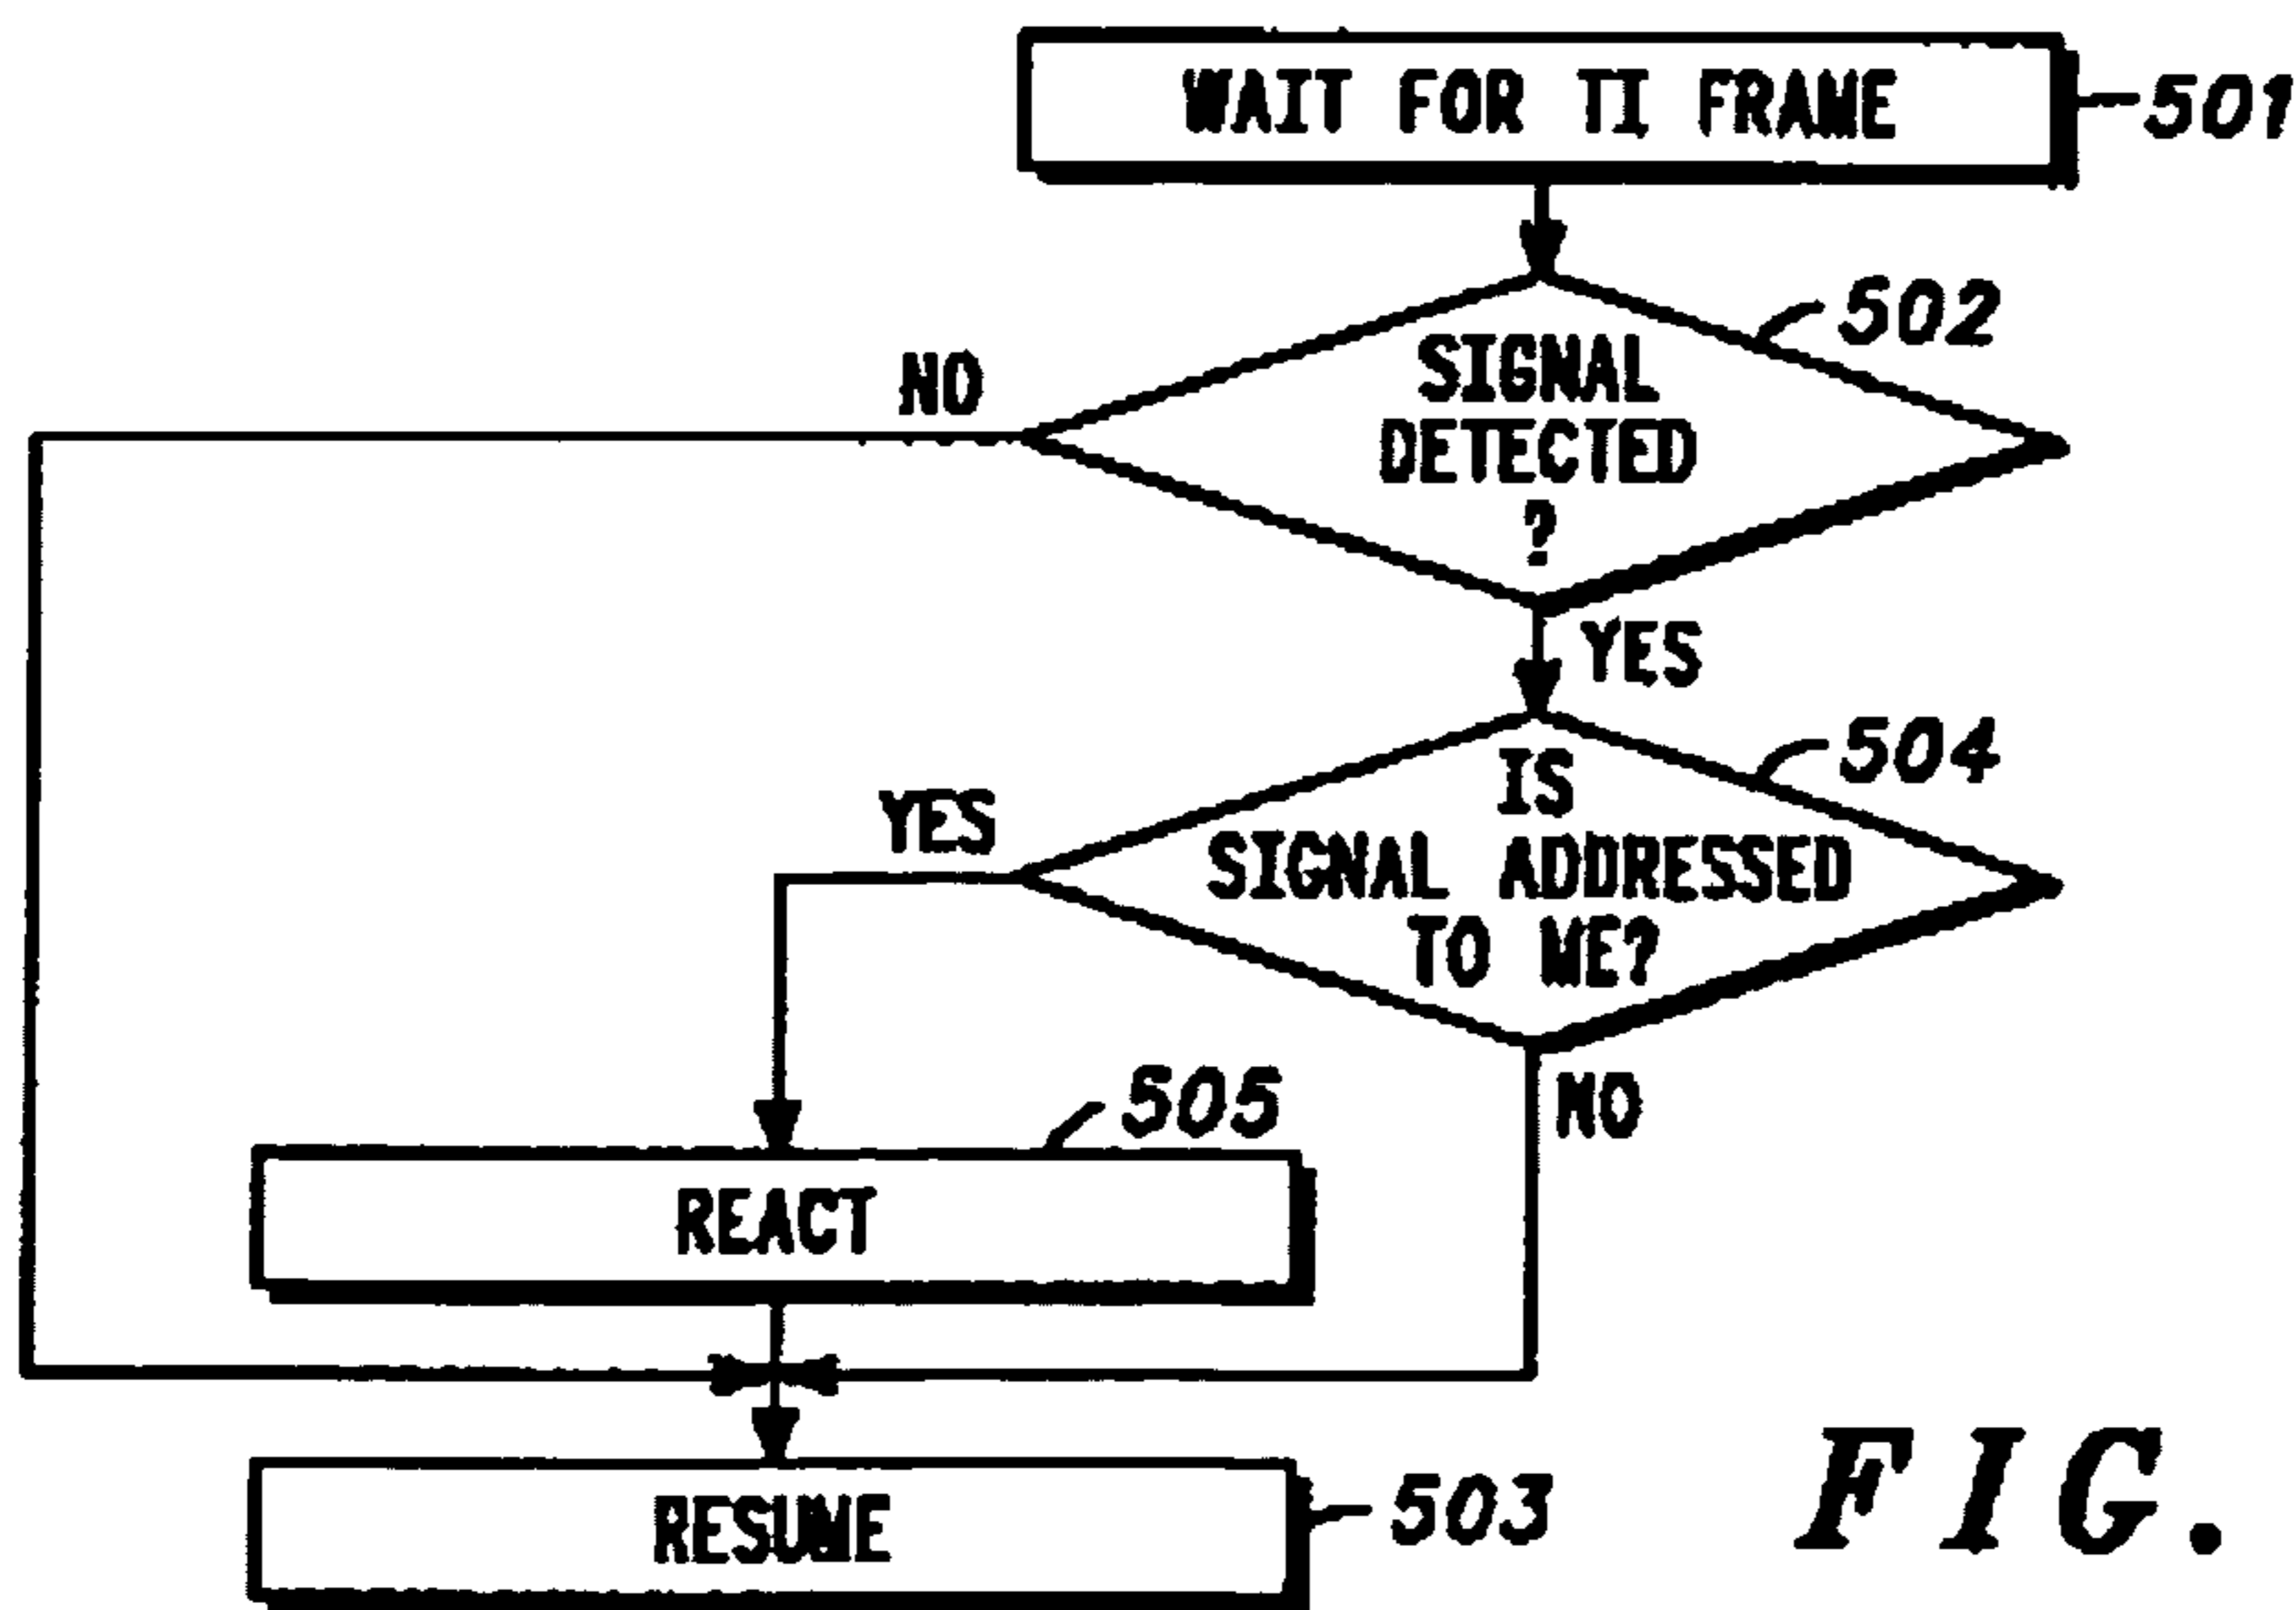 WAIT FOR TI FRAME
501
502
SIGNAL
DETECTED
?
NO
YES
504
IS
SIGNAL ADDRESSED
TO ME?
YES
NO
505
REACT
RESUME
503
FIG.